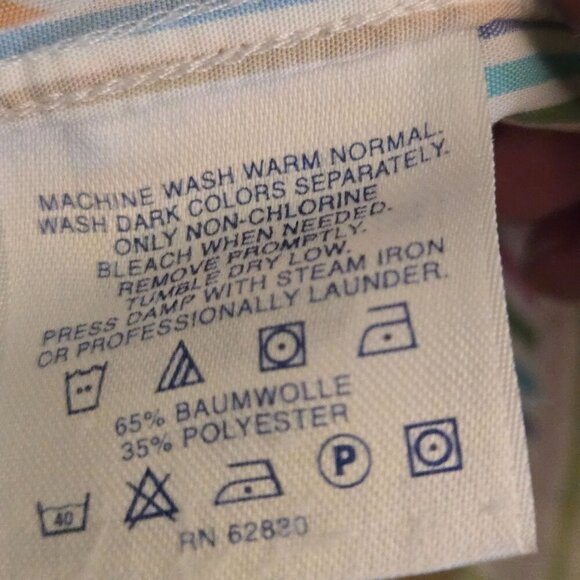 MACHINE WASH WARM NORMAL.
WASH DARK COLORS SEPARATELY.
ONLY NON-CHLORINE
BLEACH WHEN NEEDED.
REMOVE PROMPTLY.
TUMBLE DRY LOW.
PRESS DAMP WITH STEAM IRON
OR PROFESSIONALLY LAUNDER.
65% BAUMWOLLE
35% POLYESTER
40 P
RN